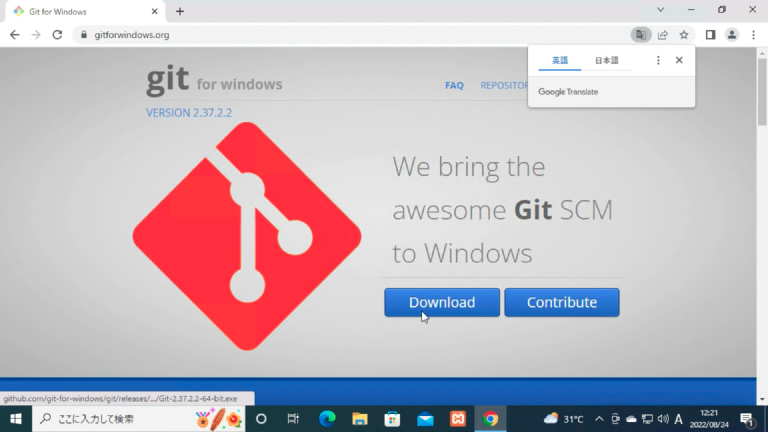 Git for Windows
gitforwindows.org
英語
日本語
Google Translate
git for windows
FAQ
VERSION 2.37.2.2
We bring the
awesome Git SCM
to Windows
Download
Contribute
github.com/git-for-windows/git/releases/.../Git-2.37.2.2-64-bit.exe
ここに入力して検索
31°C
A
12:21
2022/08/24
1